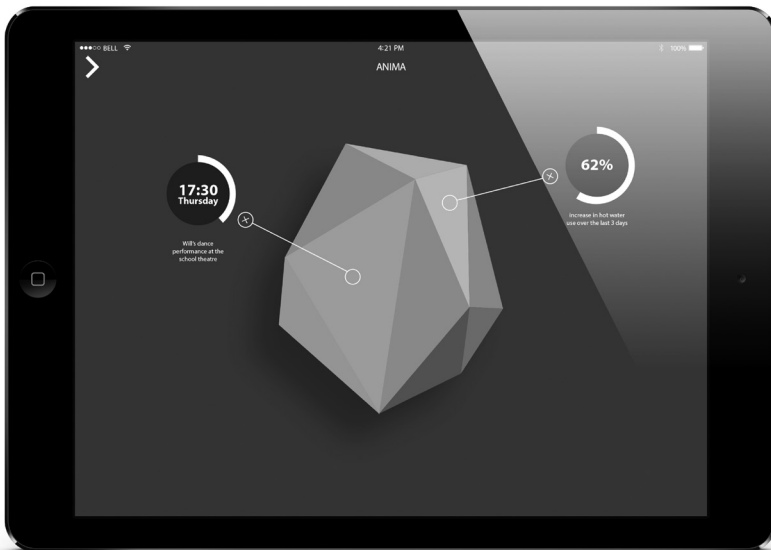 BELL
4:21 PM
100%
ANIMA
17:30
Thursday
Will's dance
performance at the
school theatre
62%
increase in hot water
use over the last 3 days